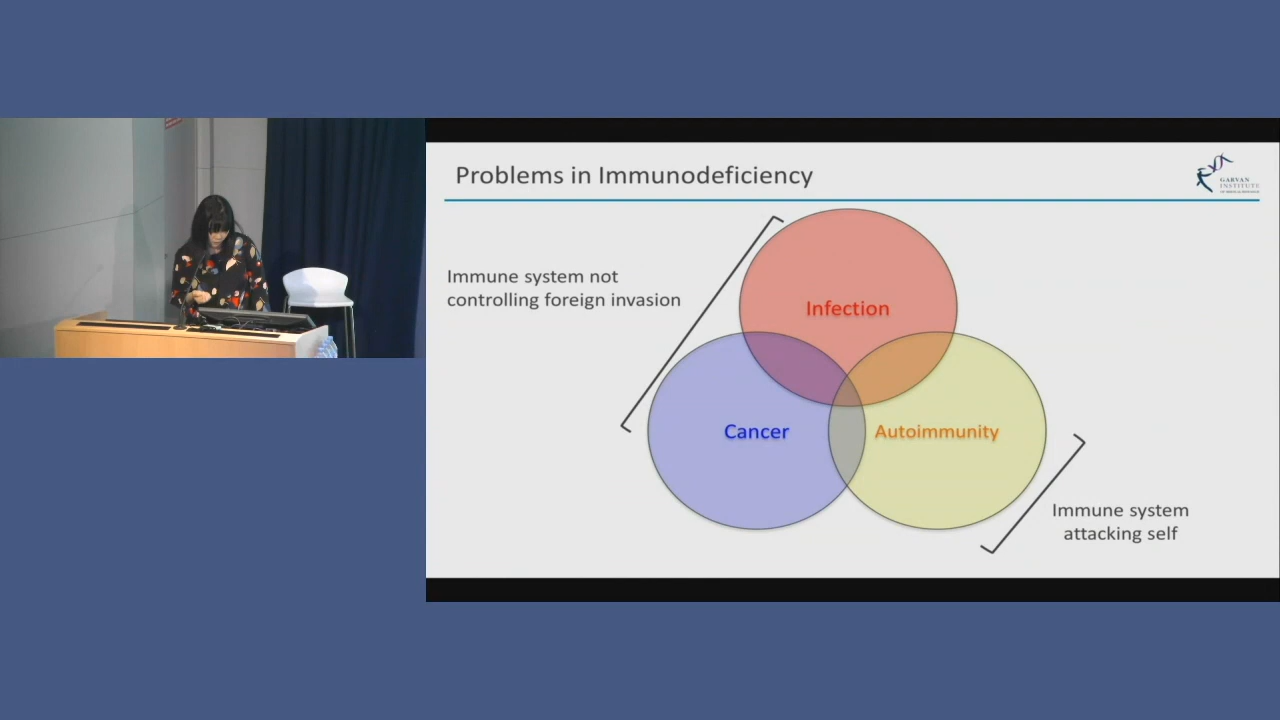 Problems in Immunodeficiency
GARVAN
INSTITUTE
Immune system not
controlling foreign invasion
Infection
Cancer
Autoimmunity
Immune system
attacking self